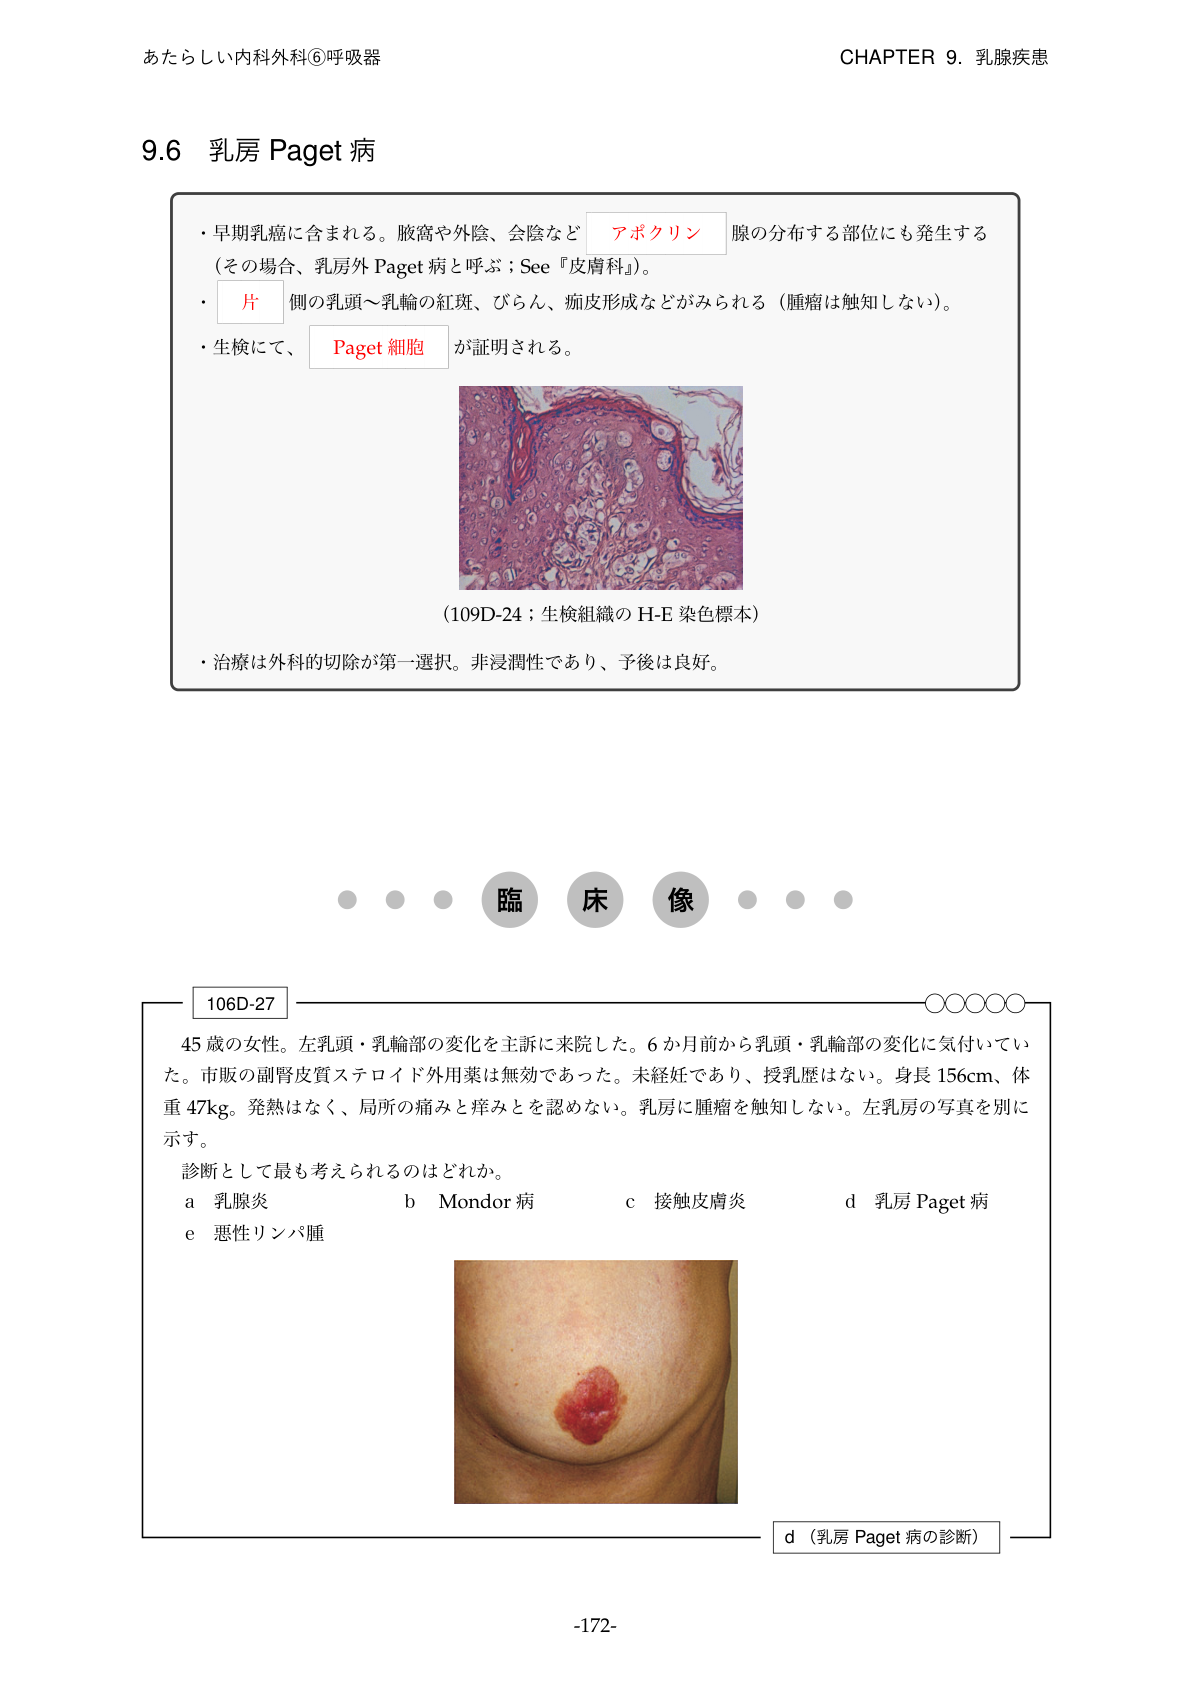 あたらしい内科外科⑥呼吸器 CHAPTER 9. 乳腺疾患
9.6 乳房 Paget 病
・早期乳癌に含まれる。腋窩や外陰、会陰など アポクリン 腺の分布する部位にも発生する
（その場合、乳房外 Paget 病と呼ぶ；See『皮膚科』）。
・ 片 側の乳頭〜乳輪の紅斑、びらん、痂皮形成などがみられる（腫瘤は触知しない）。
・生検にて、 Paget 細胞 が証明される。
（109D-24；生検組織の H-E 染色標本）
・治療は外科的切除が第一選択。非浸潤性であり、予後は良好。
臨 床 像
106D-27 ○○○○○
45 歳の女性。左乳頭・乳輪部の変化を主訴に来院した。6 か月前から乳頭・乳輪部の変化に気付いてい
た。市販の副腎皮質ステロイド外用薬は無効であった。未経妊であり、授乳歴はない。身長 156cm、体
重 47kg。発熱はなく、局所の痛みと痒みとを認めない。乳房に腫瘤を触知しない。左乳房の写真を別に
示す。
診断として最も考えられるのはどれか。
a 乳腺炎 b Mondor 病 c 接触皮膚炎 d 乳房 Paget 病
e 悪性リンパ腫
d （乳房 Paget 病の診断）
-172-